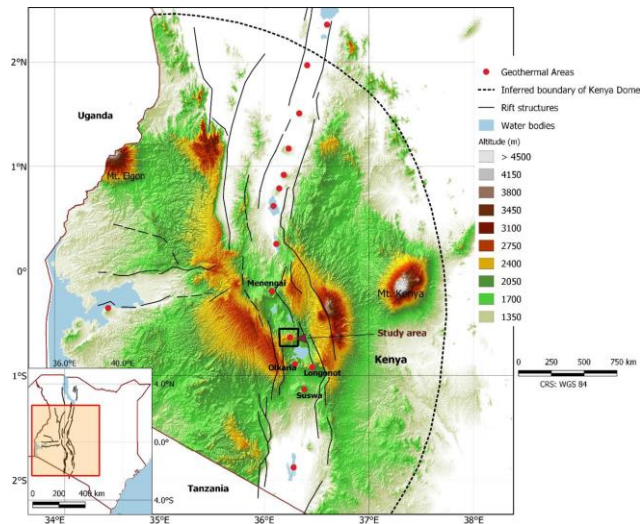 2°N
1°N
0°
1°S
2°S
34°E
35°E
36°E
37°E
38°E
Uganda
Mt. Elgon
Menengai
Mt. Kenya
Study area
Kenya
Olkaria
Longonot
Suswa
Tanzania
36.0°E
40.0°E
4.0°N
0.0°
4.0°S
0 200 400 km
Geothermal Areas
Inferred boundary of Kenya Dome
Rift structures
Water bodies
Altitude (m)
> 4500
4150
3800
3450
3100
2750
2400
2050
1700
1350
0 250 500 750 km
CRS: WGS 84